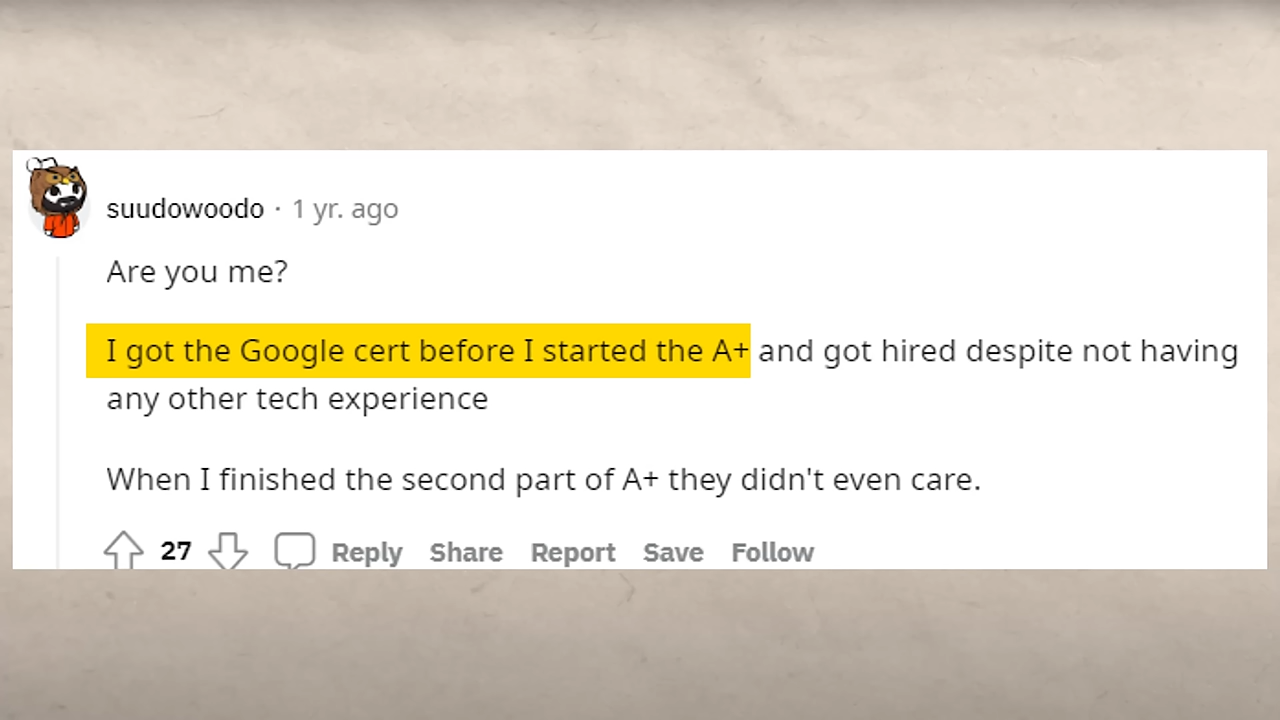 suudowoodo · 1 yr. ago
Are you me?
I got the Google cert before I started the A+ and got hired despite not having
any other tech experience
When I finished the second part of A+ they didn't even care.
27 Reply Share Report Save Follow